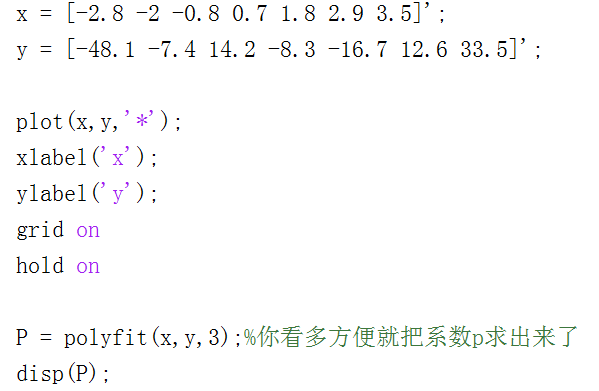 x = [-2.8 -2 -0.8 0.7 1.8 2.9 3.5]';
y = [-48.1 -7.4 14.2 -8.3 -16.7 12.6 33.5]';
plot(x,y,'*');
xlabel('x');
ylabel('y');
grid on
hold on
P = polyfit(x,y,3);%你看多方便就把系数p求出来了
disp(P);